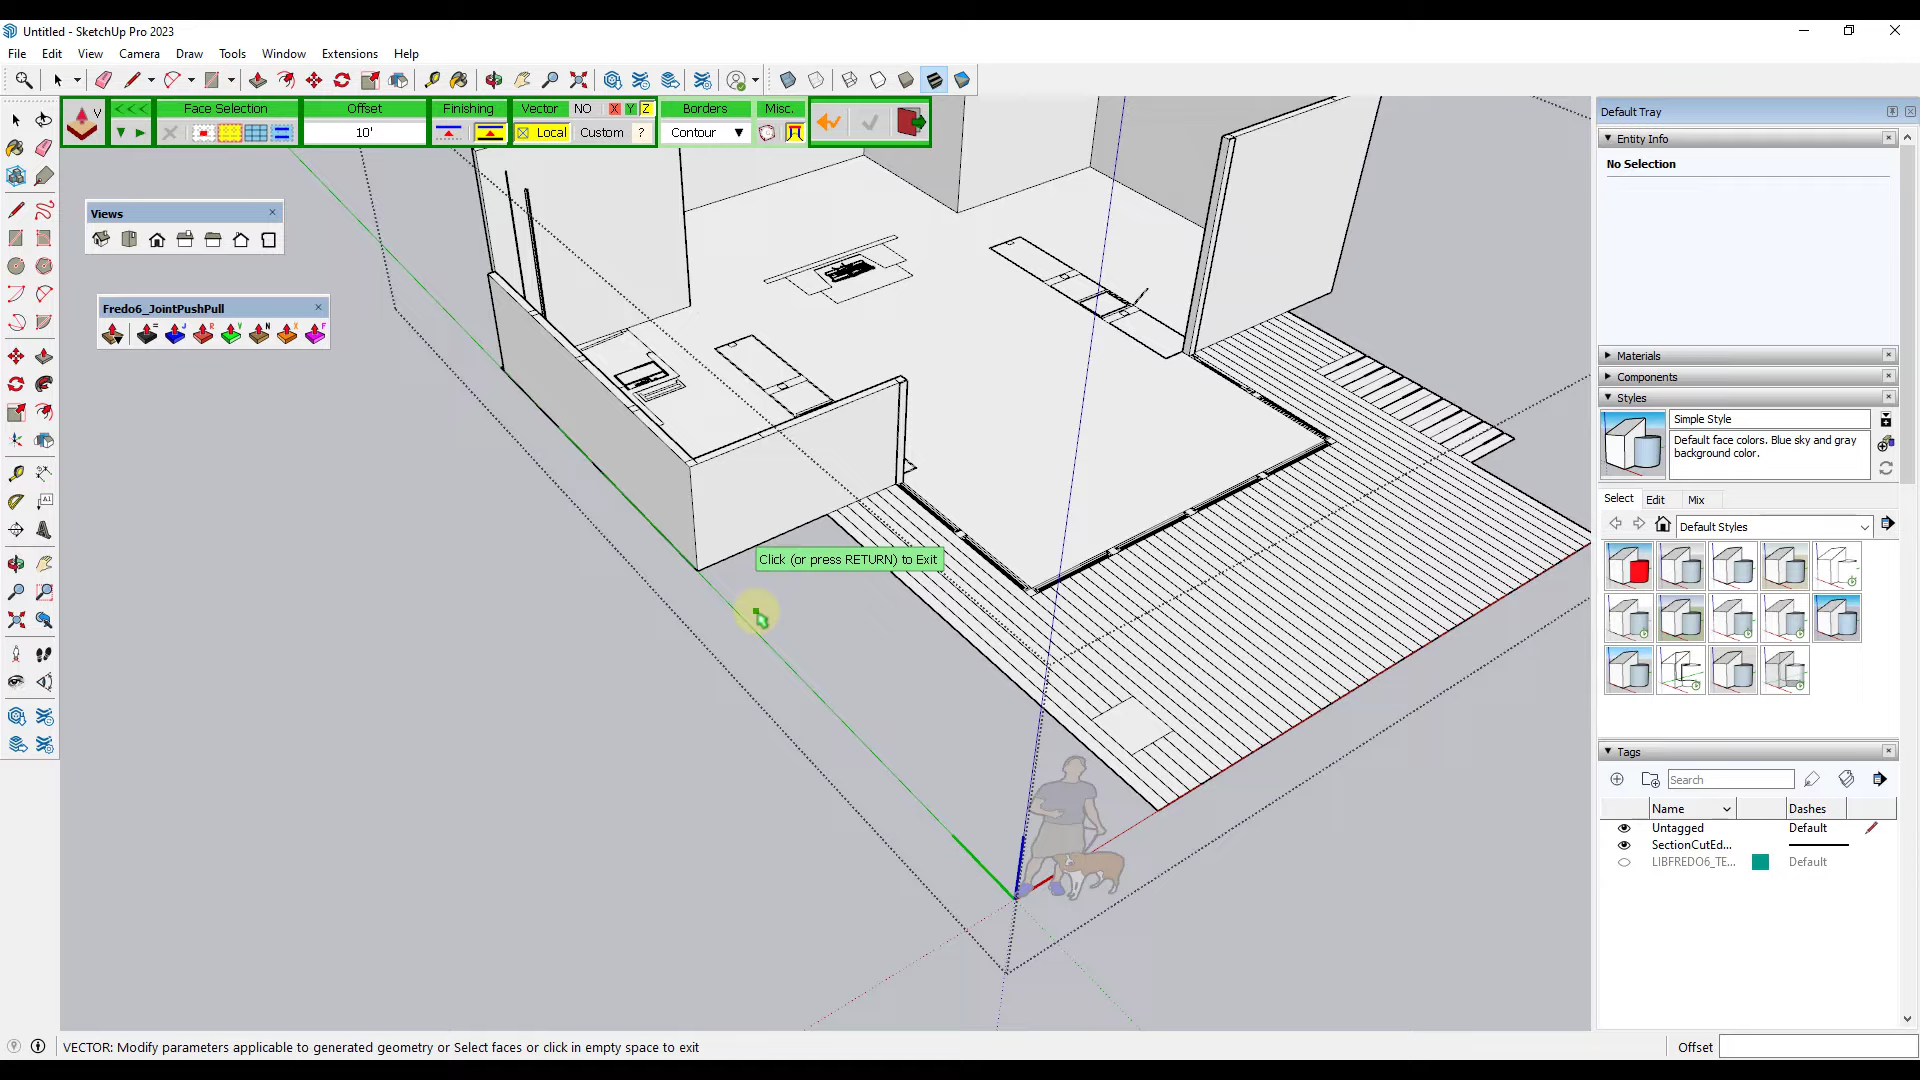 Untitled - SketchUp Pro 2023
File Edit View Camera Draw Tools Window Extensions Help
V <<< Face Selection Offset Finishing Vector NO X Y Z Borders Misc.
10' Local Custom ? Contour
Views
Fredo6_JointPushPull
= J R V N X F
Click (or press RETURN) to Exit
Default Tray
Entity Info
No Selection
Materials
Components
Styles
Simple Style
Default face colors. Blue sky and gray background color.
Select Edit Mix
Default Styles
Tags
Search
Name Dashes
Untagged Default
SectionCutEd...
LIBFREDO6_TE... Default
VECTOR: Modify parameters applicable to generated geometry or Select faces or click in empty space to exit
Offset